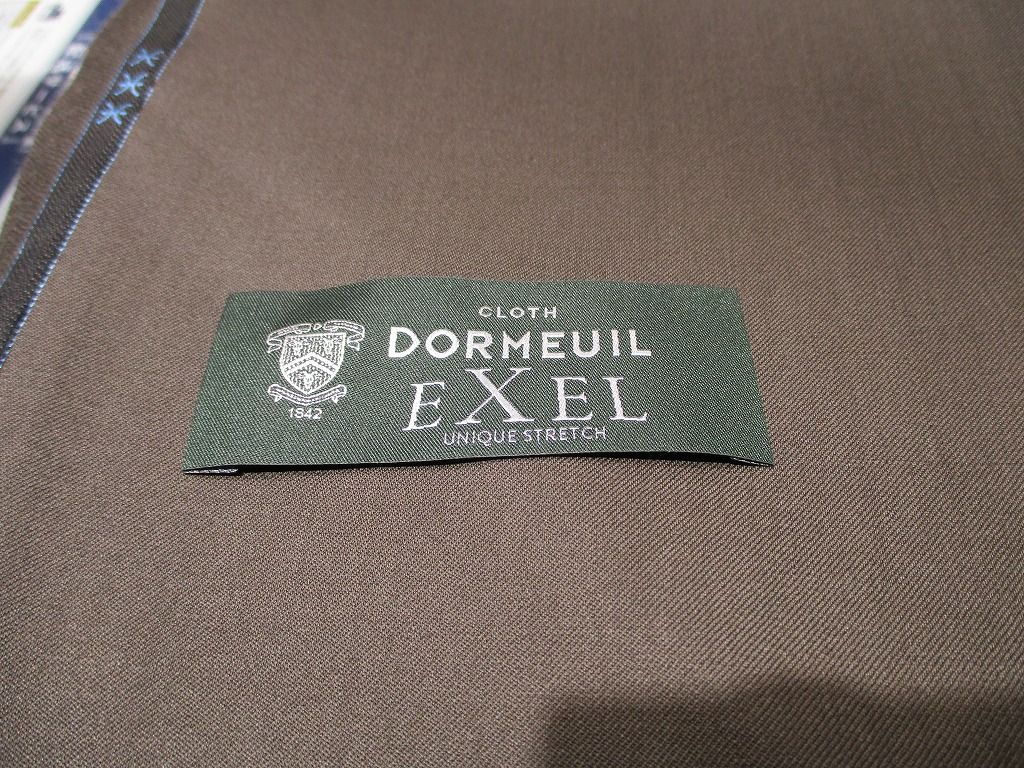 CLOTH
DORMEUIL
EXEL
UNIQUE STRETCH
1842